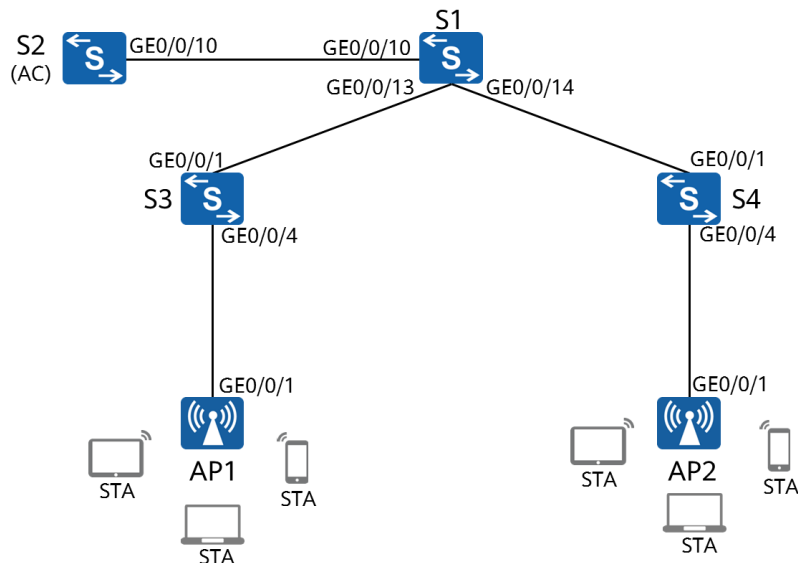 S1
S2
(AC)
GE0/0/10
GE0/0/10
S
S
GE0/0/13
GE0/0/14
GE0/0/1
GE0/0/1
S3
S
S
S4
GE0/0/4
GE0/0/4
GE0/0/1
GE0/0/1
AP1
AP2
STA
STA
STA
STA
STA
STA